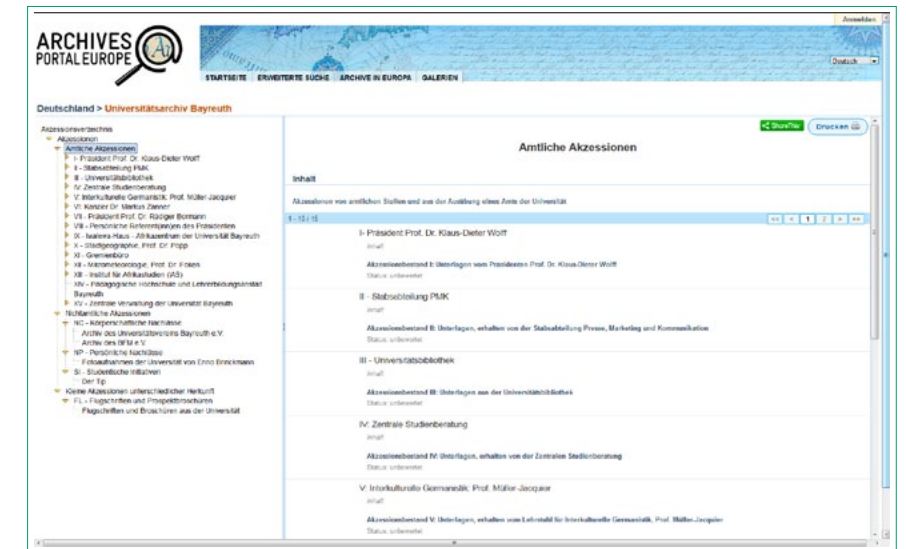 Anmelden
ARCHIVES
PORTALEUROPE
Deutsch
STARTSEITE ERWEITERTE SUCHE ARCHIVE IN EUROPA GALERIEN
Deutschland > Universitätsarchiv Bayreuth
Akzessionsverzeichnis
Akzessionen
Amtliche Akzessionen
I- Präsident Prof. Dr. Klaus-Dieter Wolff
II - Stabsabteilung PMK
III - Universitätsbibliothek
IV: Zentrale Studienberatung
V: Interkulturelle Germanistik: Prof. Müller-Jacquier
VI: Kanzler Dr. Markus Zanner
VII - Präsident Prof. Dr. Rüdiger Bormann
VIII - Persönliche Referent(inn)en des Präsidenten
IX - Iwalewa-Haus - Afrikazentrum der Universität Bayreuth
X - Stadtgeographie, Prof. Dr. Popp
XI - Gremienbüro
XII - Mikrometeorologie, Prof. Dr. Foken
XIII - Institut für Afrikastudien (IAS)
XIV - Pädagogische Hochschule und Lehrerbildungsanstalt
Bayreuth
XV - Zentrale Verwaltung der Universität Bayreuth
Nichtamtliche Akzessionen
NC - Körperschaftliche Nachlässe
Archiv des Universitätsvereins Bayreuth e.V.
Archiv des BFM e.V.
NP - Persönliche Nachlässe
Fotoaufnahmen der Universität von Enno Brinckmann
SI - Studentische Initiativen
Der Tip
Kleine Akzessionen unterschiedlicher Herkunft
FL - Flugschriften und Prospektbroschüren
Flugschriften und Broschüren aus der Universität
ShareThis
Drucken
Amtliche Akzessionen
Inhalt
Akzessionen von amtlichen Stellen und aus der Ausübung eines Amts der Universität
1 - 10 / 15
<< < 1 2 > >>
I- Präsident Prof. Dr. Klaus-Dieter Wolff
Inhalt
Akzessionsbestand I: Unterlagen vom Präsidenten Prof. Dr. Klaus-Dieter Wolff
Status: unbewertet
II - Stabsabteilung PMK
Inhalt
Akzessionsbestand II: Unterlagen, erhalten von der Stabsabteilung Presse, Marketing und Kommunikation
Status: unbewertet
III - Universitätsbibliothek
Inhalt
Akzessionsbestand III: Unterlagen aus der Universitätsbibliothek
Status: unbewertet
IV: Zentrale Studienberatung
Inhalt
Akzessionsbestand IV: Unterlagen, erhalten von der Zentralen Studienberatung
Status: unbewertet
V: Interkulturelle Germanistik: Prof. Müller-Jacquier
Inhalt
Akzessionsbestand V: Unterlagen, erhalten vom Lehrstuhl für Interkulturelle Germanistik, Prof. Müller-Jacquier
Status: unbewertet